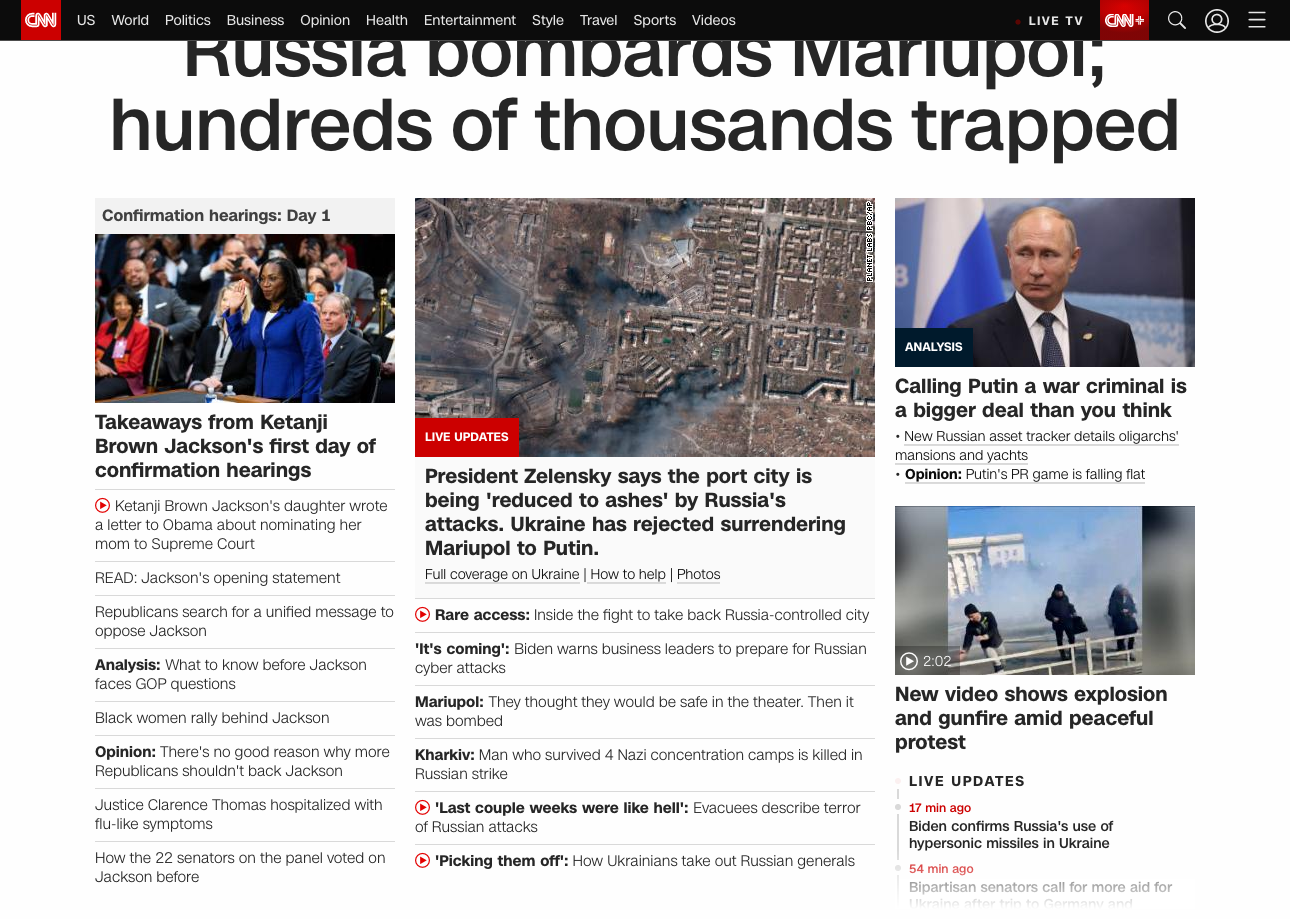 CNN
US World Politics Business Opinion Health Entertainment Style Travel Sports Videos
LIVE TV
CNN+
Russia bombards Mariupol;
hundreds of thousands trapped
Confirmation hearings: Day 1
Takeaways from Ketanji
Brown Jackson's first day of
confirmation hearings
Ketanji Brown Jackson's daughter wrote
a letter to Obama about nominating her
mom to Supreme Court
READ: Jackson's opening statement
Republicans search for a unified message to
oppose Jackson
Analysis: What to know before Jackson
faces GOP questions
Black women rally behind Jackson
Opinion: There's no good reason why more
Republicans shouldn't back Jackson
Justice Clarence Thomas hospitalized with
flu-like symptoms
How the 22 senators on the panel voted on
Jackson before
PLANET LABS PBC/AP
LIVE UPDATES
President Zelensky says the port city is
being 'reduced to ashes' by Russia's
attacks. Ukraine has rejected surrendering
Mariupol to Putin.
Full coverage on Ukraine | How to help | Photos
Rare access: Inside the fight to take back Russia-controlled city
'It's coming': Biden warns business leaders to prepare for Russian
cyber attacks
Mariupol: They thought they would be safe in the theater. Then it
was bombed
Kharkiv: Man who survived 4 Nazi concentration camps is killed in
Russian strike
'Last couple weeks were like hell': Evacuees describe terror
of Russian attacks
'Picking them off': How Ukrainians take out Russian generals
8
ANALYSIS
Calling Putin a war criminal is
a bigger deal than you think
• New Russian asset tracker details oligarchs'
mansions and yachts
• Opinion: Putin's PR game is falling flat
2:02
New video shows explosion
and gunfire amid peaceful
protest
LIVE UPDATES
17 min ago
Biden confirms Russia's use of
hypersonic missiles in Ukraine
54 min ago
Bipartisan senators call for more aid for
Ukraine after trip to Germany and